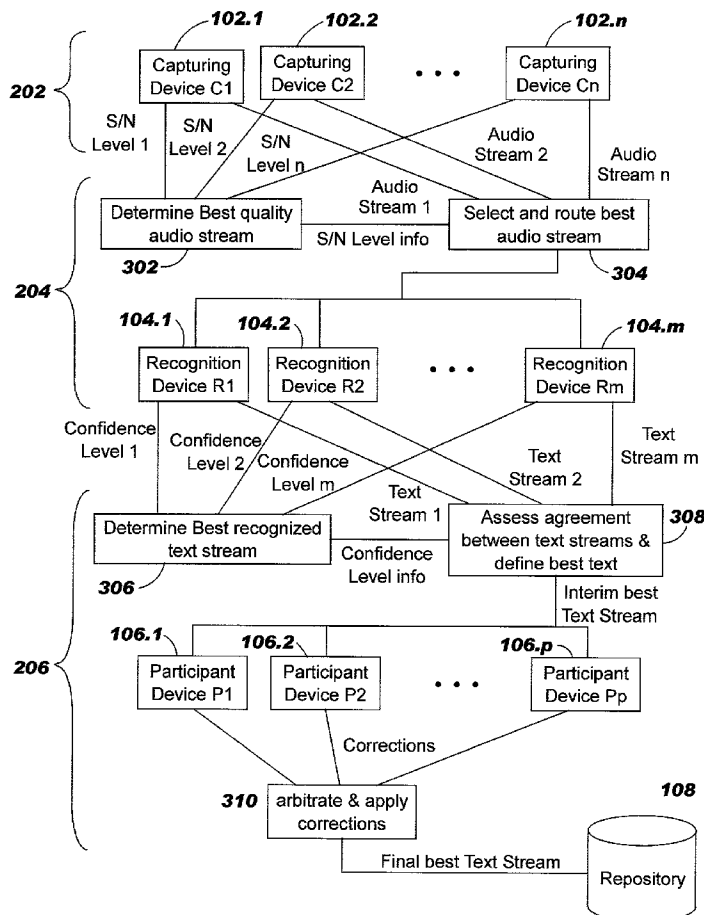 102.1
102.2
102.n
Capturing
Device C1
Capturing
Device C2
Capturing
Device Cn
202
S/N
Level 1
S/N
Level 2
S/N
Level n
Audio
Stream 1
Audio
Stream 2
Audio
Stream n
Determine Best quality
audio stream
S/N Level info
Select and route best
audio stream
302
304
204
104.1
104.2
104.m
Recognition
Device R1
Recognition
Device R2
Recognition
Device Rm
Confidence
Level 1
Confidence
Level 2
Confidence
Level m
Text
Stream 1
Text
Stream 2
Text
Stream m
Determine Best recognized
text stream
Confidence
Level info
Assess agreement
between text streams &
define best text
308
306
Interim best
Text Stream
206
106.1
106.2
106.p
Participant
Device P1
Participant
Device P2
Participant
Device Pp
Corrections
310
arbitrate & apply
corrections
108
Final best Text Stream
Repository